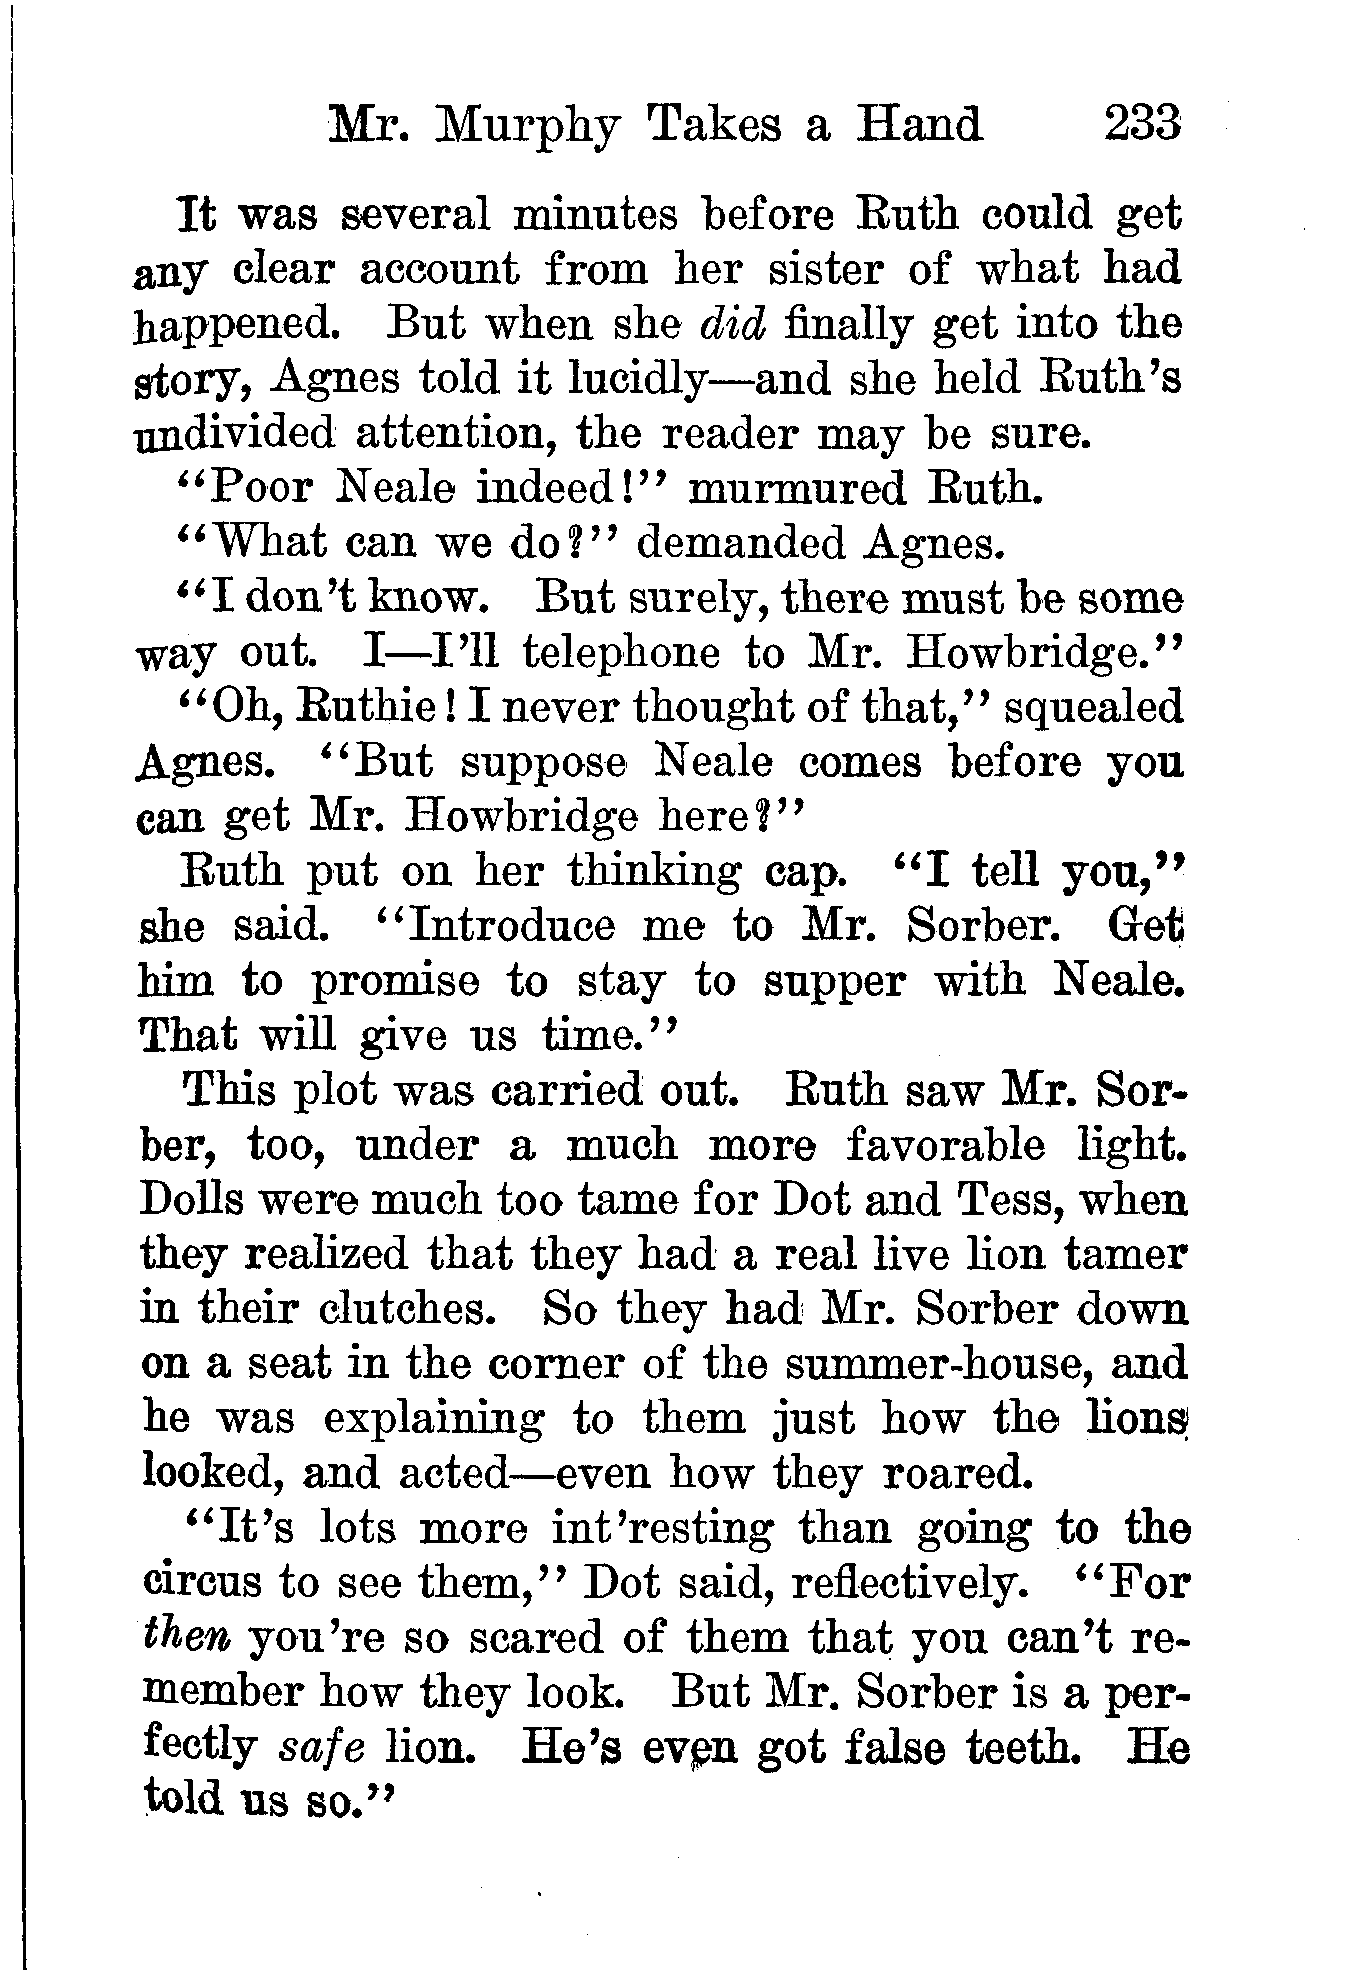 Mr. Murphy Takes a Hand 233
It was several minutes before Ruth could get
any clear account from her sister of what had
happened. But when she did finally get into the
story, Agnes told it lucidly—and she held Ruth's
undivided attention, the reader may be sure.
"Poor Neale indeed!" murmured Ruth.
"What can we do?" demanded Agnes.
"I don't know. But surely, there must be some
way out. I—I'll telephone to Mr. Howbridge."
"Oh, Ruthie! I never thought of that," squealed
Agnes. "But suppose Neale comes before you
can get Mr. Howbridge here?"
Ruth put on her thinking cap. "I tell you,"
she said. "Introduce me to Mr. Sorber. Get
him to promise to stay to supper with Neale.
That will give us time."
This plot was carried out. Ruth saw Mr. Sor-
ber, too, under a much more favorable light.
Dolls were much too tame for Dot and Tess, when
they realized that they had a real live lion tamer
in their clutches. So they had Mr. Sorber down
on a seat in the corner of the summer-house, and
he was explaining to them just how the lions
looked, and acted—even how they roared.
"It's lots more int'resting than going to the
circus to see them," Dot said, reflectively. "For
then you're so scared of them that you can't re-
member how they look. But Mr. Sorber is a per-
fectly safe lion. He's even got false teeth. He
told us so."